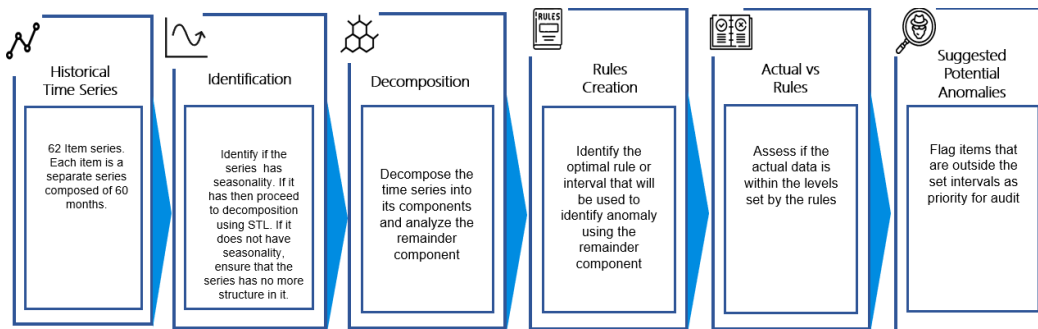 Historical
Time Series
62 Item series.
Each item is a
separate series
composed of 60
months.
Identification
Identify if the
series has
seasonality. If it
has then proceed
to decomposition
using STL. If it
does not have
seasonality,
ensure that the
series has no more
structure in it.
Decomposition
Decompose the
time series into
its components
and analyze the
remainder
component
RULES
Rules
Creation
Identify the
optimal rule or
interval that will
be used to
identify anomaly
using the
remainder
component
Actual vs
Rules
Assess if the
actual data is
within the levels
set by the rules
Suggested
Potential
Anomalies
Flag items that
are outside the
set intervals as
priority for audit